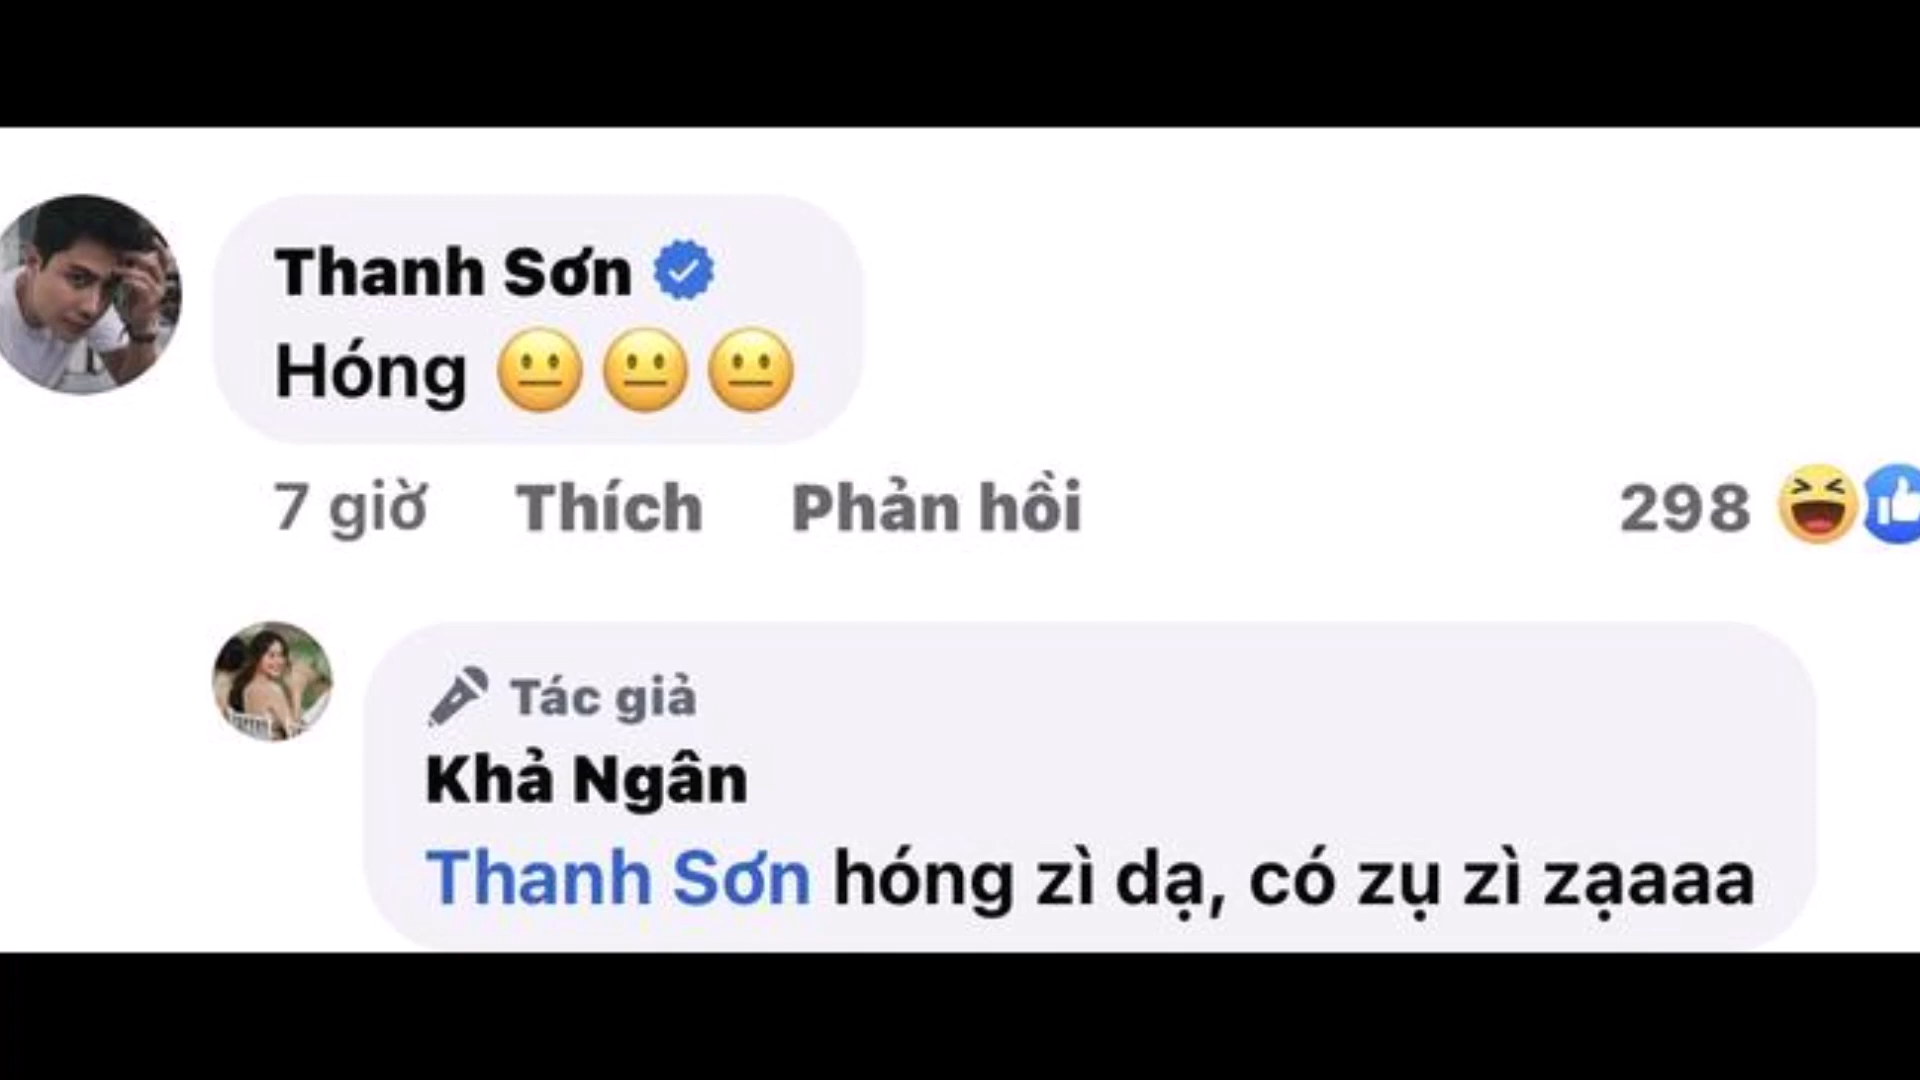 Thanh Sơn
Hóng 😐😐😐
7 giờ Thích Phản hồi 298
Tác giả
Khả Ngân
Thanh Sơn hóng zì dạ, có zụ zì zạaaa